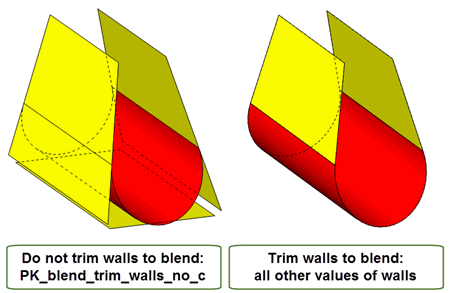 Do not trim walls to blend:
PK_blend_trim_walls_no_c
Trim walls to blend:
all other values of walls